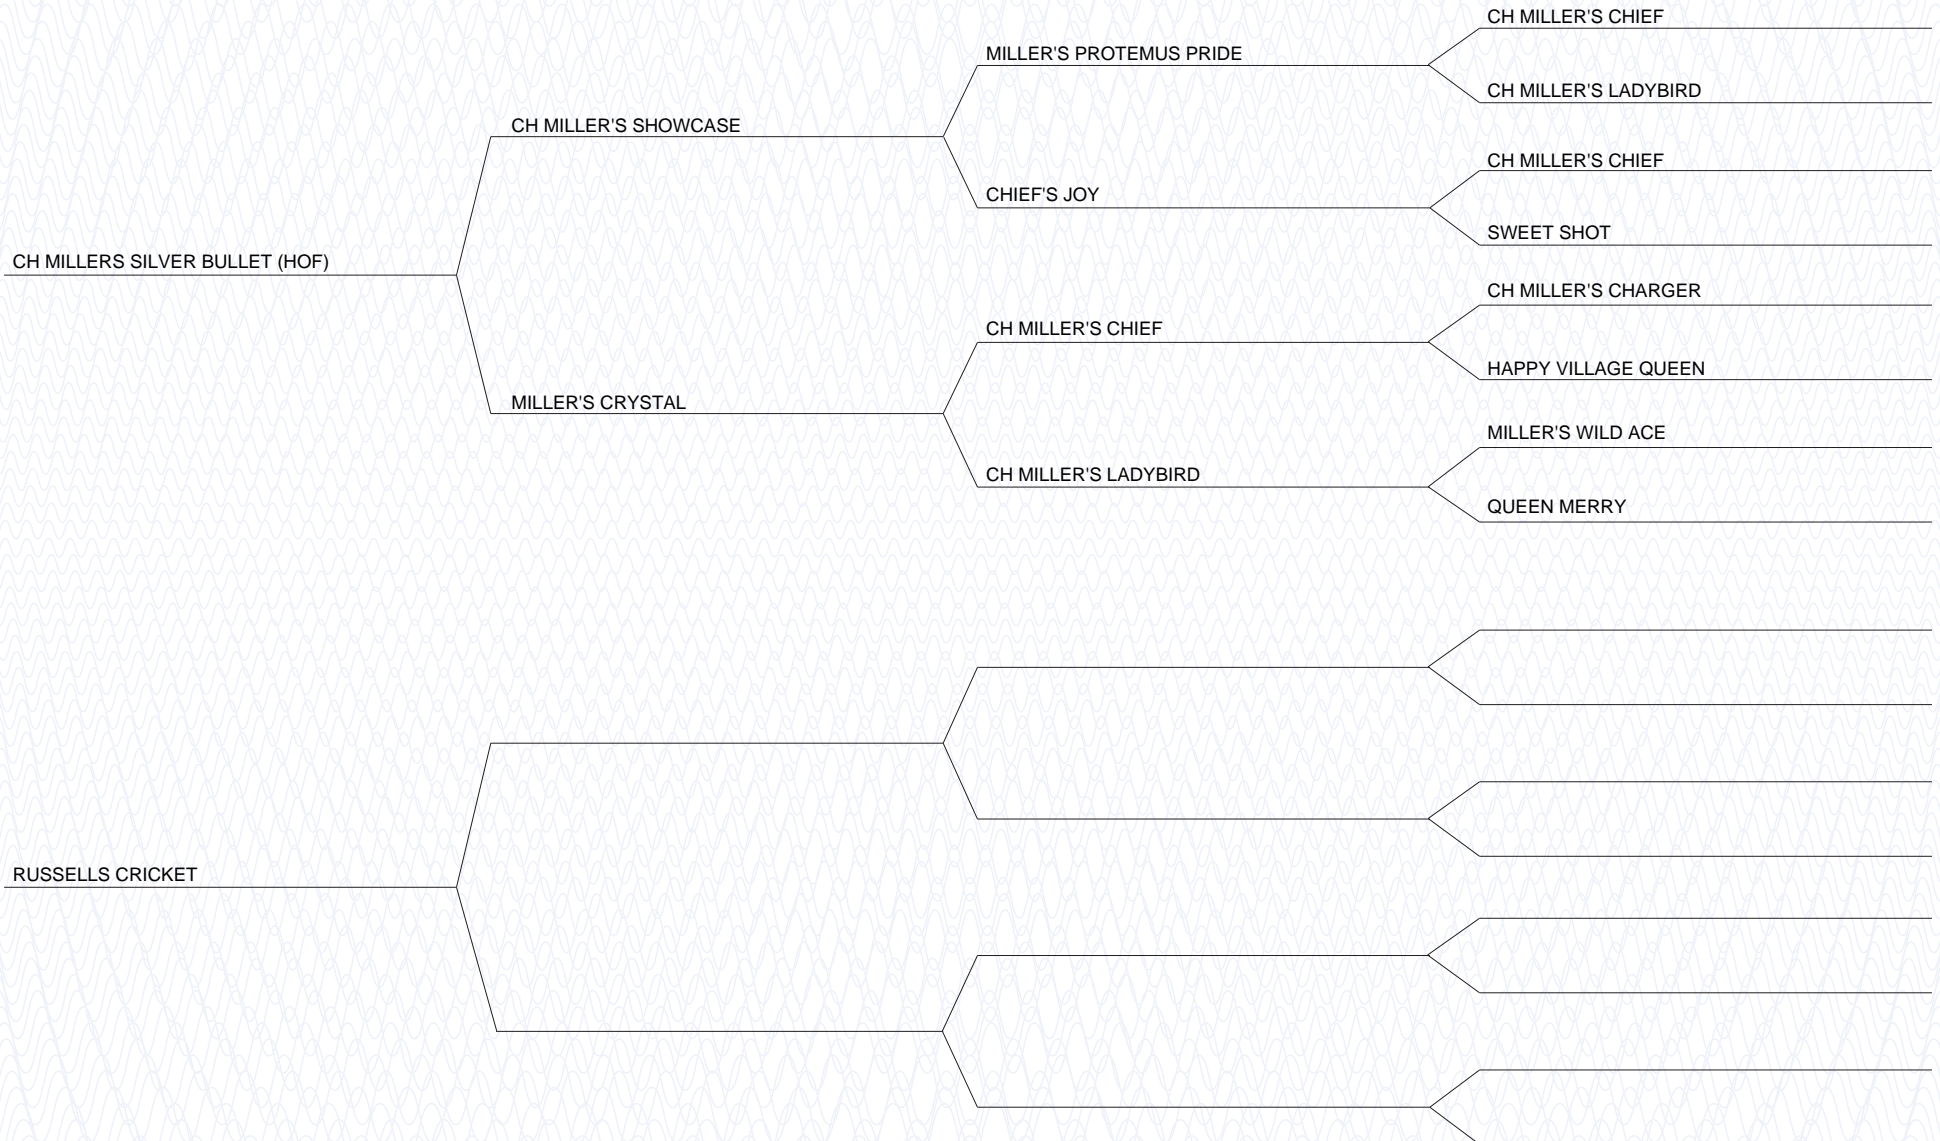 CH MILLER'S CHIEF
MILLER'S PROTEMUS PRIDE
CH MILLER'S LADYBIRD
CH MILLER'S SHOWCASE
CH MILLER'S CHIEF
CHIEF'S JOY
SWEET SHOT
CH MILLERS SILVER BULLET (HOF)
CH MILLER'S CHARGER
CH MILLER'S CHIEF
HAPPY VILLAGE QUEEN
MILLER'S CRYSTAL
MILLER'S WILD ACE
CH MILLER'S LADYBIRD
QUEEN MERRY
RUSSELLS CRICKET